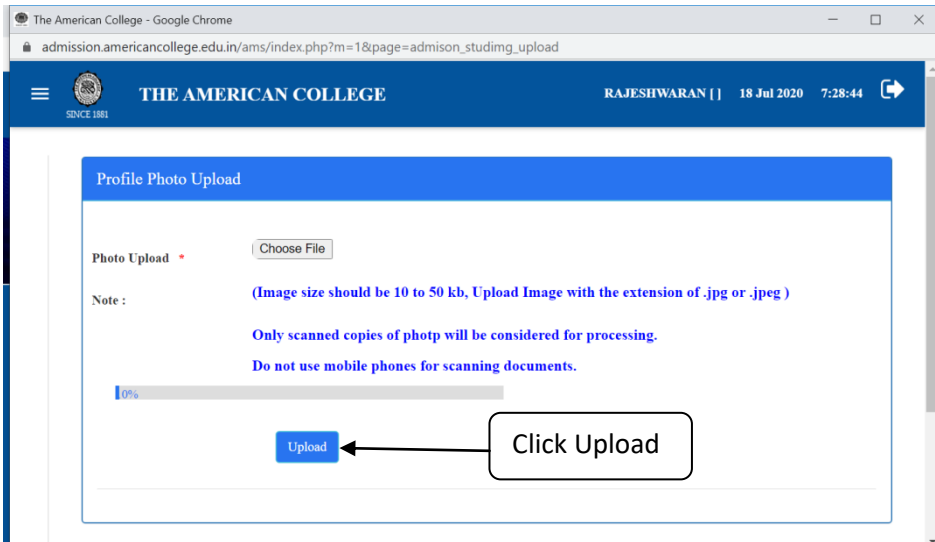 The American College - Google Chrome
admission.americancollege.edu.in/ams/index.php?m=1&page=admison_studimg_upload
THE AMERICAN COLLEGE RAJESHWARAN [ ] 18 Jul 2020 7:28:44
SINCE 1881
Profile Photo Upload
Photo Upload * Choose File
Note : (Image size should be 10 to 50 kb, Upload Image with the extension of .jpg or .jpeg )
Only scanned copies of photp will be considered for processing.
Do not use mobile phones for scanning documents.
0%
Upload Click Upload